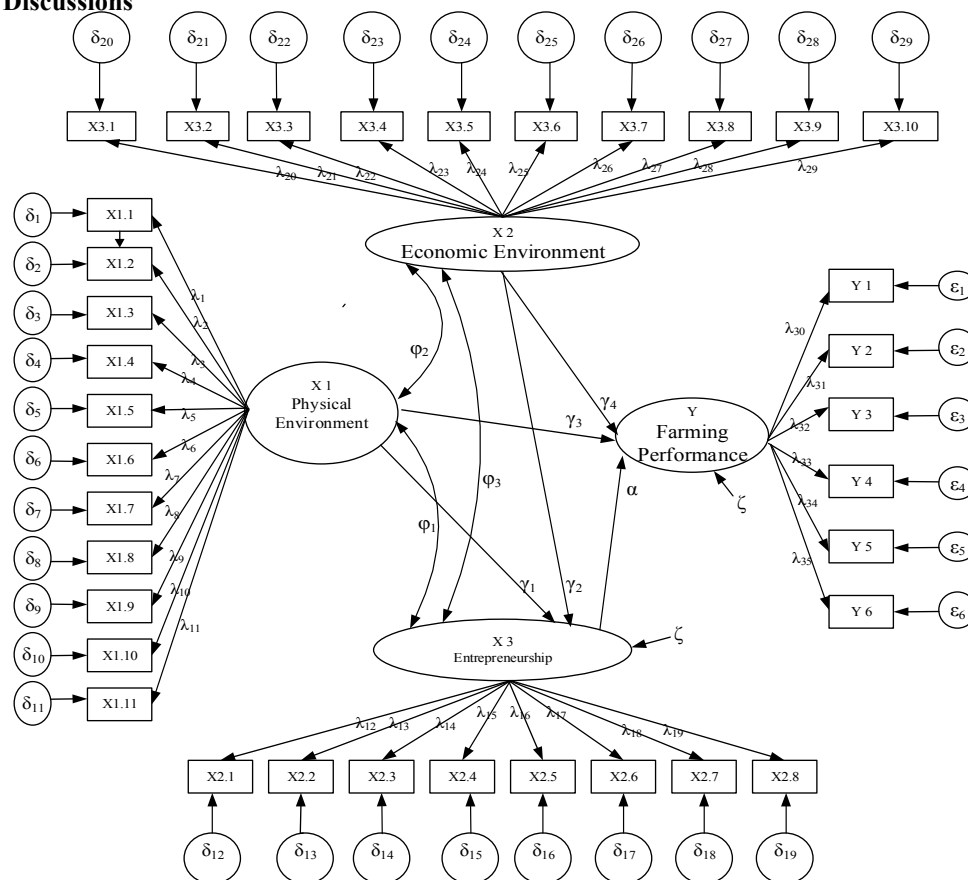 Discussions
δ20 δ21 δ22 δ23 δ24 δ25 δ26 δ27 δ28 δ29
X3.1 X3.2 X3.3 X3.4 X3.5 X3.6 X3.7 X3.8 X3.9 X3.10
λ20 λ21 λ22 λ23 λ24 λ25 λ26 λ27 λ28 λ29
X 2
Economic Environment
δ1 X1.1
δ2 X1.2
δ3 X1.3
δ4 X1.4
δ5 X1.5
δ6 X1.6
δ7 X1.7
δ8 X1.8
δ9 X1.9
δ10 X1.10
δ11 X1.11
λ1
λ2
λ3
λ4
λ5
λ6
λ7
λ8
λ9
λ10
λ11
X 1
Physical
Environment
φ2
φ3
φ1
γ3
γ4
γ1
γ2
α
Y
Farming
Performance
ζ
λ30
λ31
λ32
λ33
λ34
λ35
Y 1 ε1
Y 2 ε2
Y 3 ε3
Y 4 ε4
Y 5 ε5
Y 6 ε6
X 3
Entrepreneurship
ζ
λ12 λ13 λ14 λ15 λ16 λ17 λ18 λ19
X2.1 X2.2 X2.3 X2.4 X2.5 X2.6 X2.7 X2.8
δ12 δ13 δ14 δ15 δ16 δ17 δ18 δ19